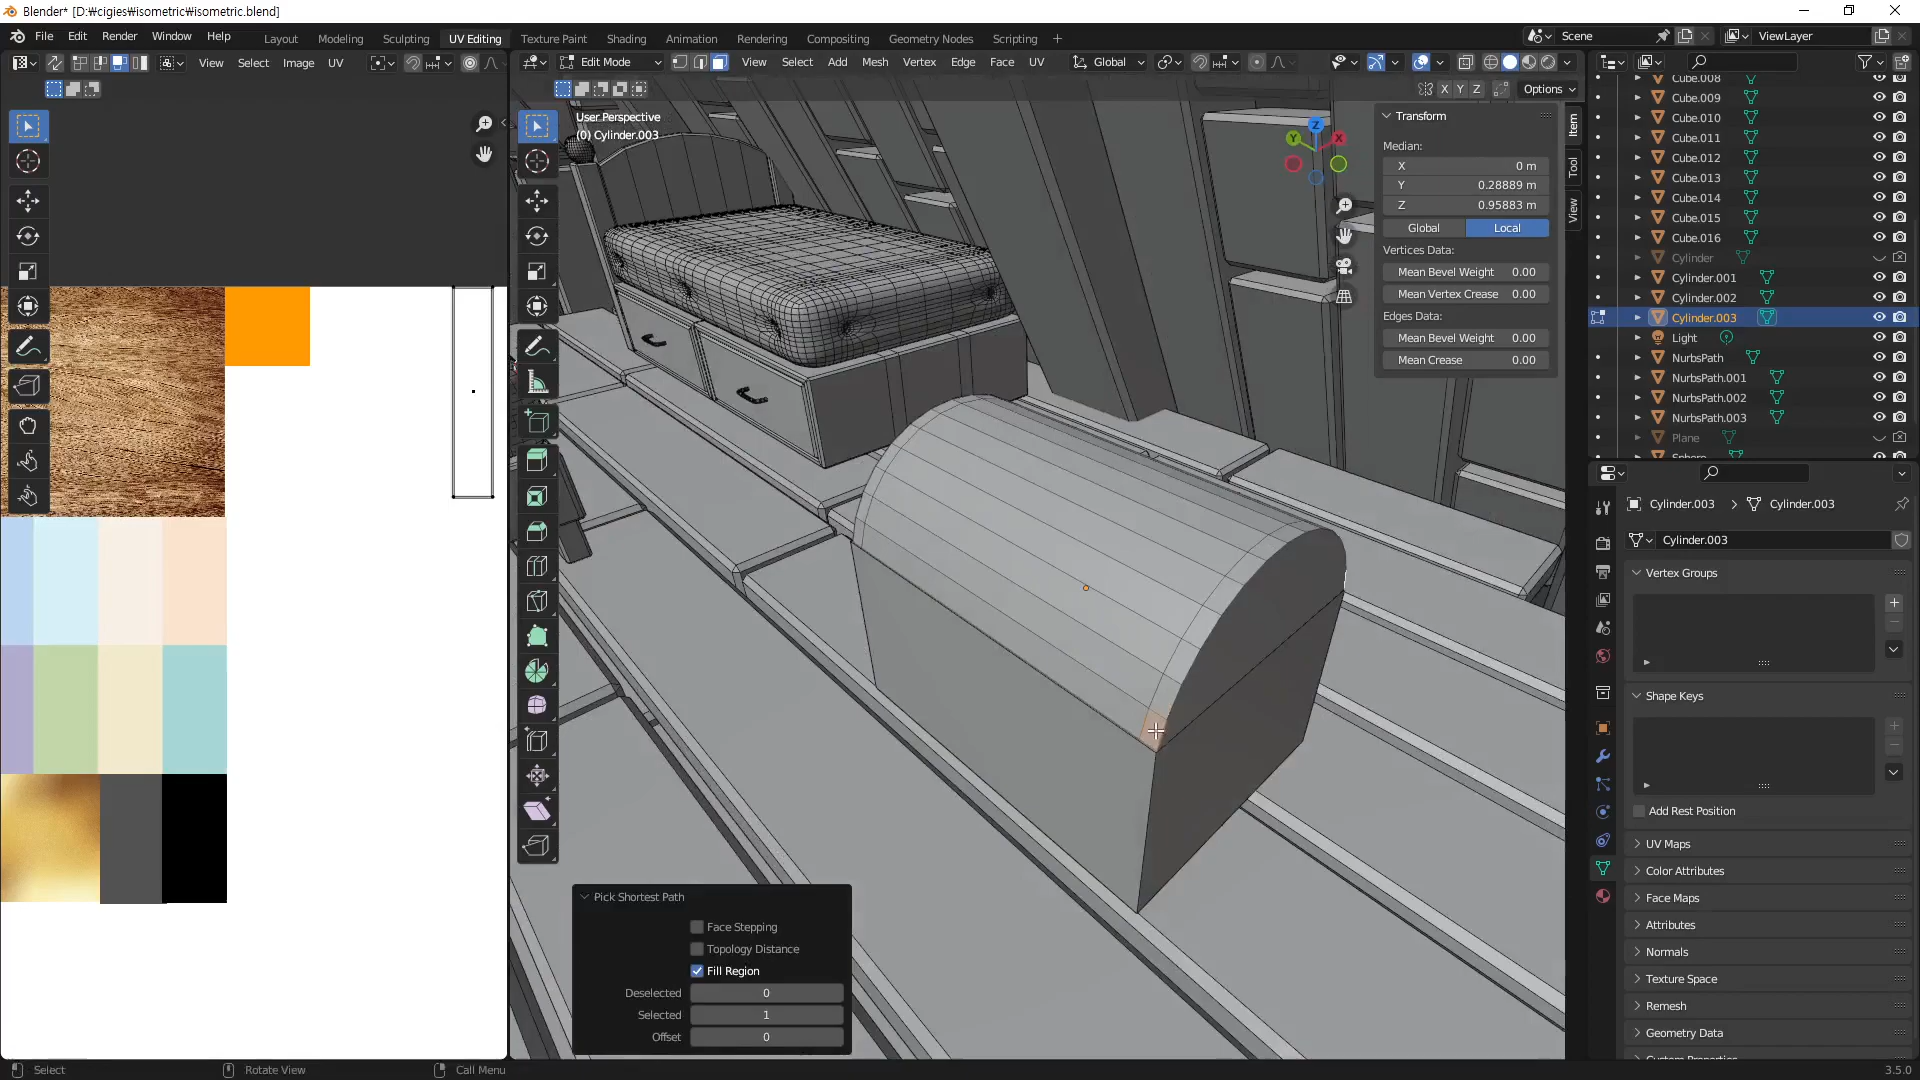 Blender* [D:₩cigies₩isometric₩isometric.blend]
File Edit Render Window Help Layout Modeling Sculpting UV Editing Texture Paint Shading Animation Rendering Compositing Geometry Nodes Scripting + Scene ViewLayer
View Select Image UV Edit Mode View Select Add Mesh Vertex Edge Face UV Global
X Y Z Options
User Perspective
(0) Cylinder.003
Z
Y
X
Transform
Median:
X 0 m
Y 0.28889 m
Z 0.95883 m
Global Local
Vertices Data:
Mean Bevel Weight 0.00
Mean Vertex Crease 0.00
Edges Data:
Mean Bevel Weight 0.00
Mean Crease 0.00
Item
Tool
View
Cube.008
Cube.009
Cube.010
Cube.011
Cube.012
Cube.013
Cube.014
Cube.015
Cube.016
Cylinder
Cylinder.001
Cylinder.002
Cylinder.003
Light
NurbsPath
NurbsPath.001
NurbsPath.002
NurbsPath.003
Plane
Sphere
Cylinder.003 Cylinder.003
Cylinder.003
Vertex Groups
Shape Keys
Add Rest Position
UV Maps
Color Attributes
Face Maps
Attributes
Normals
Texture Space
Remesh
Geometry Data
Custom Properties
Pick Shortest Path
Face Stepping
Topology Distance
Fill Region
Deselected 0
Selected 1
Offset 0
Select Rotate View Call Menu 3.5.0